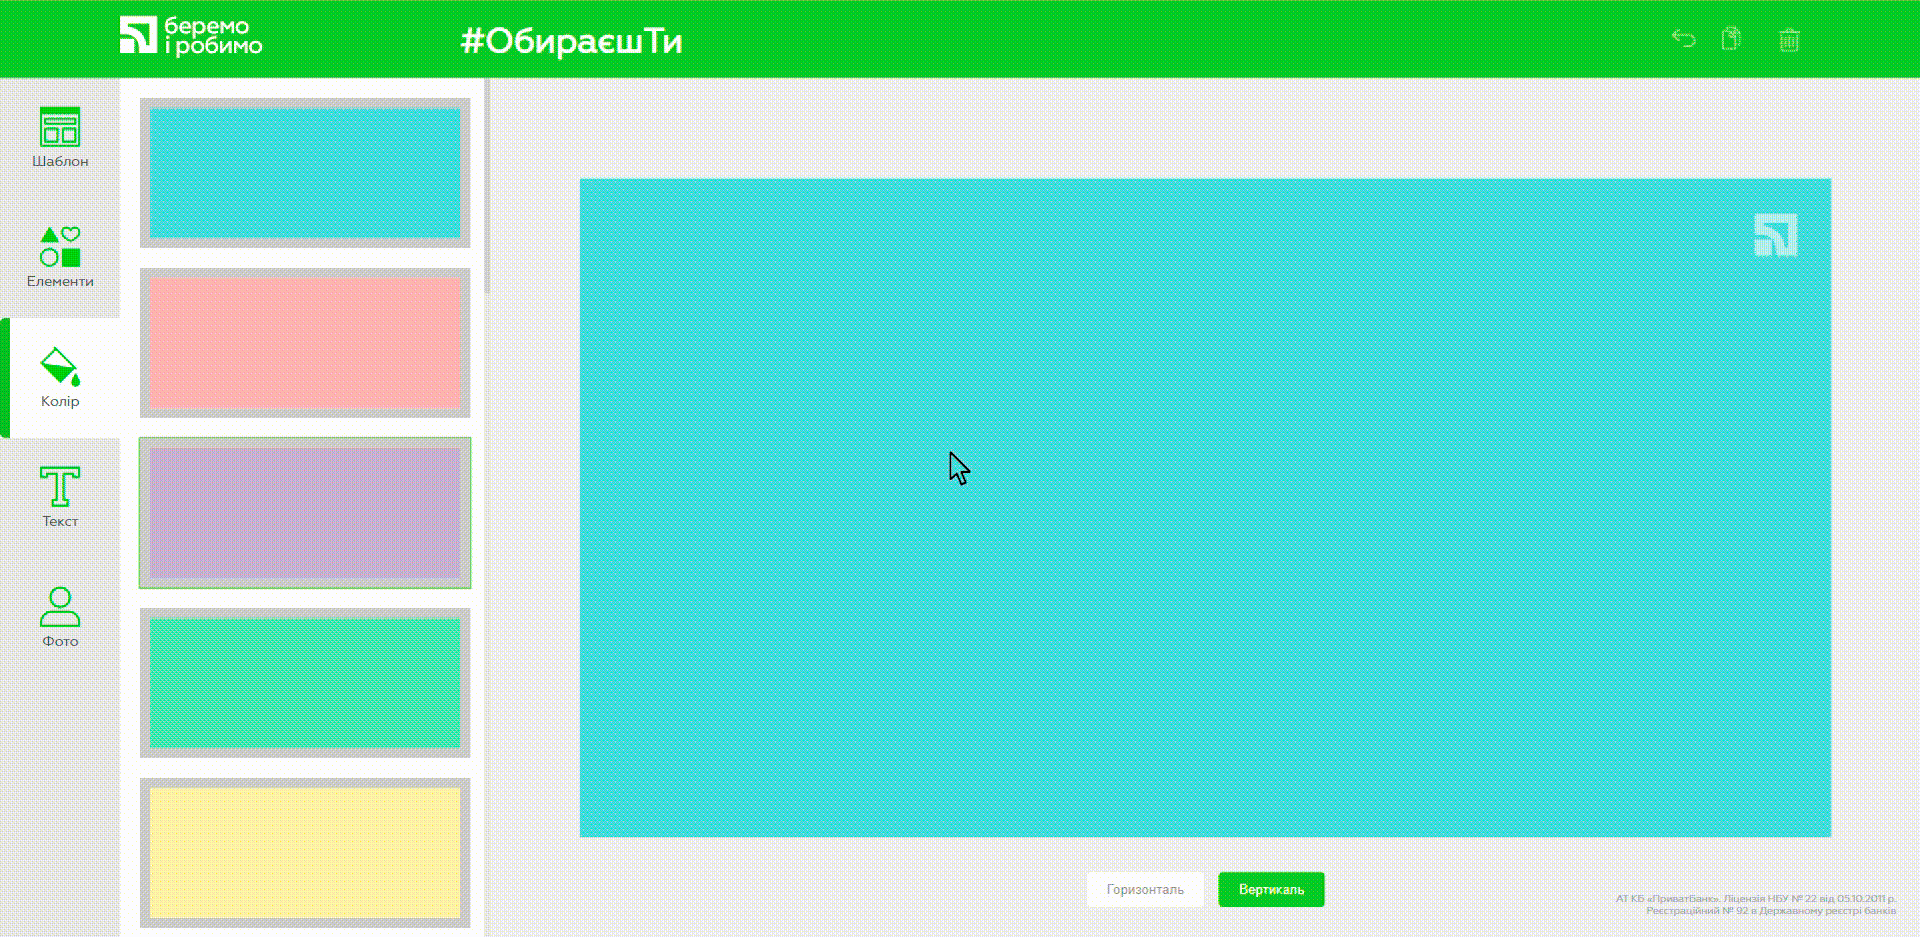 беремо
і робимо
#ОбираєшТи
Шаблон
Елементи
Колір
Текст
Фото
Горизонталь
Вертикаль
АТ КБ «ПриватБанк». Ліцензія НБУ № 22 від 05.10.2011 р.
Реєстраційний № 92 в Державному реєстрі банків